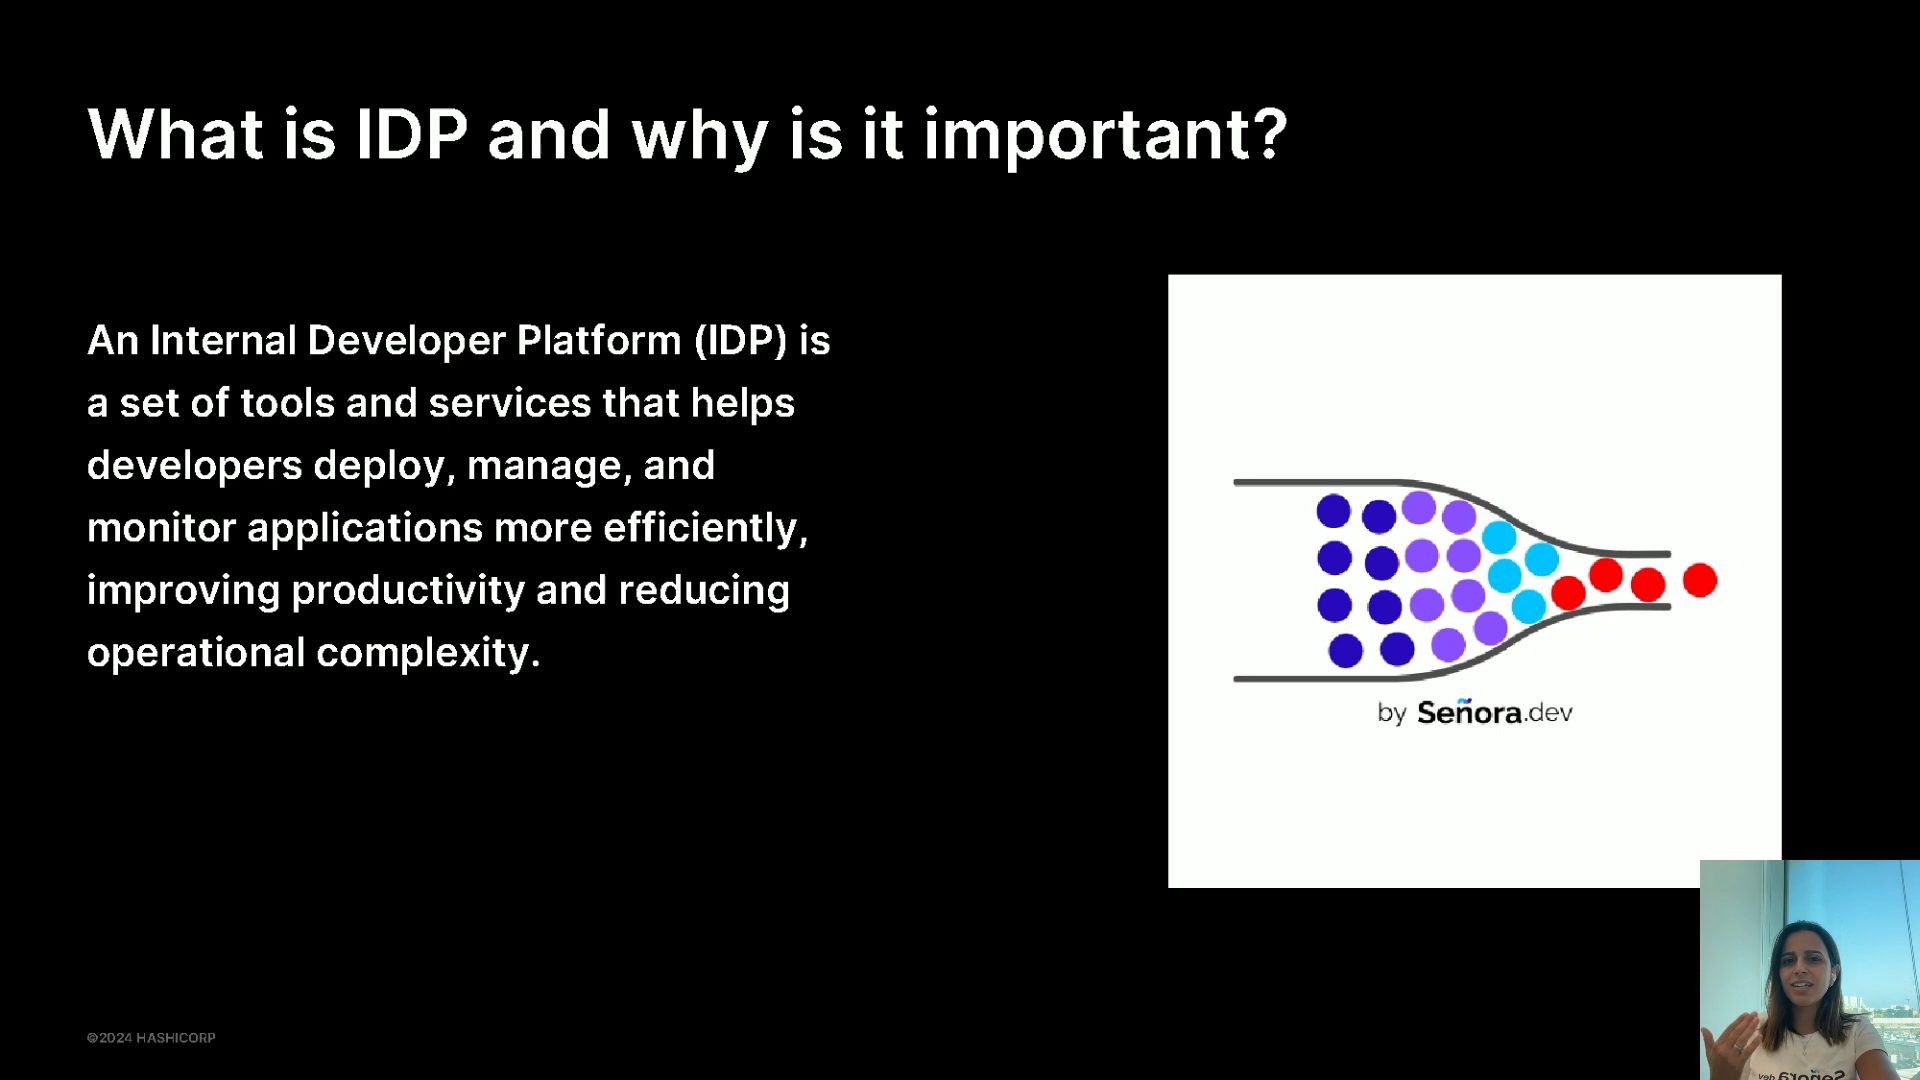 What is IDP and why is it important?
An Internal Developer Platform (IDP) is
a set of tools and services that helps
developers deploy, manage, and
monitor applications more efficiently,
improving productivity and reducing
operational complexity.
by Señora.dev
©2024 HASHICORP
Señora.dev